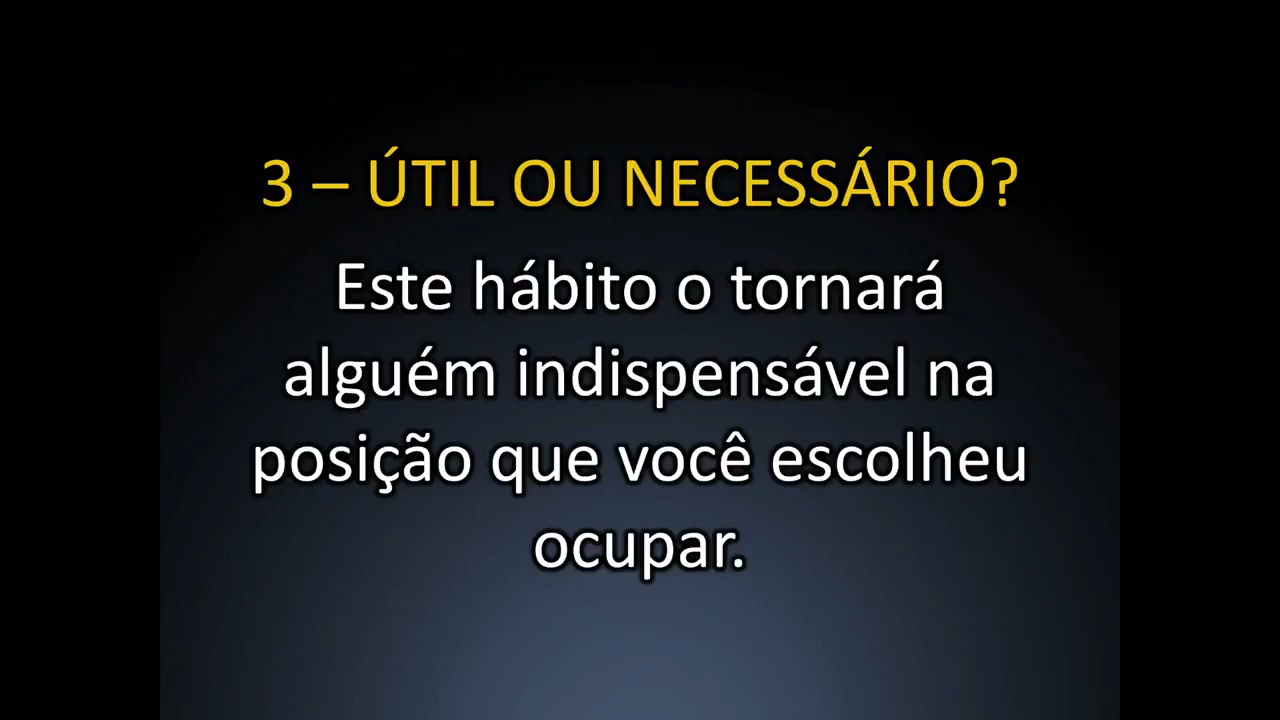 3 – ÚTIL OU NECESSÁRIO?
Este hábito o tornará
alguém indispensável na
posição que você escolheu
ocupar.